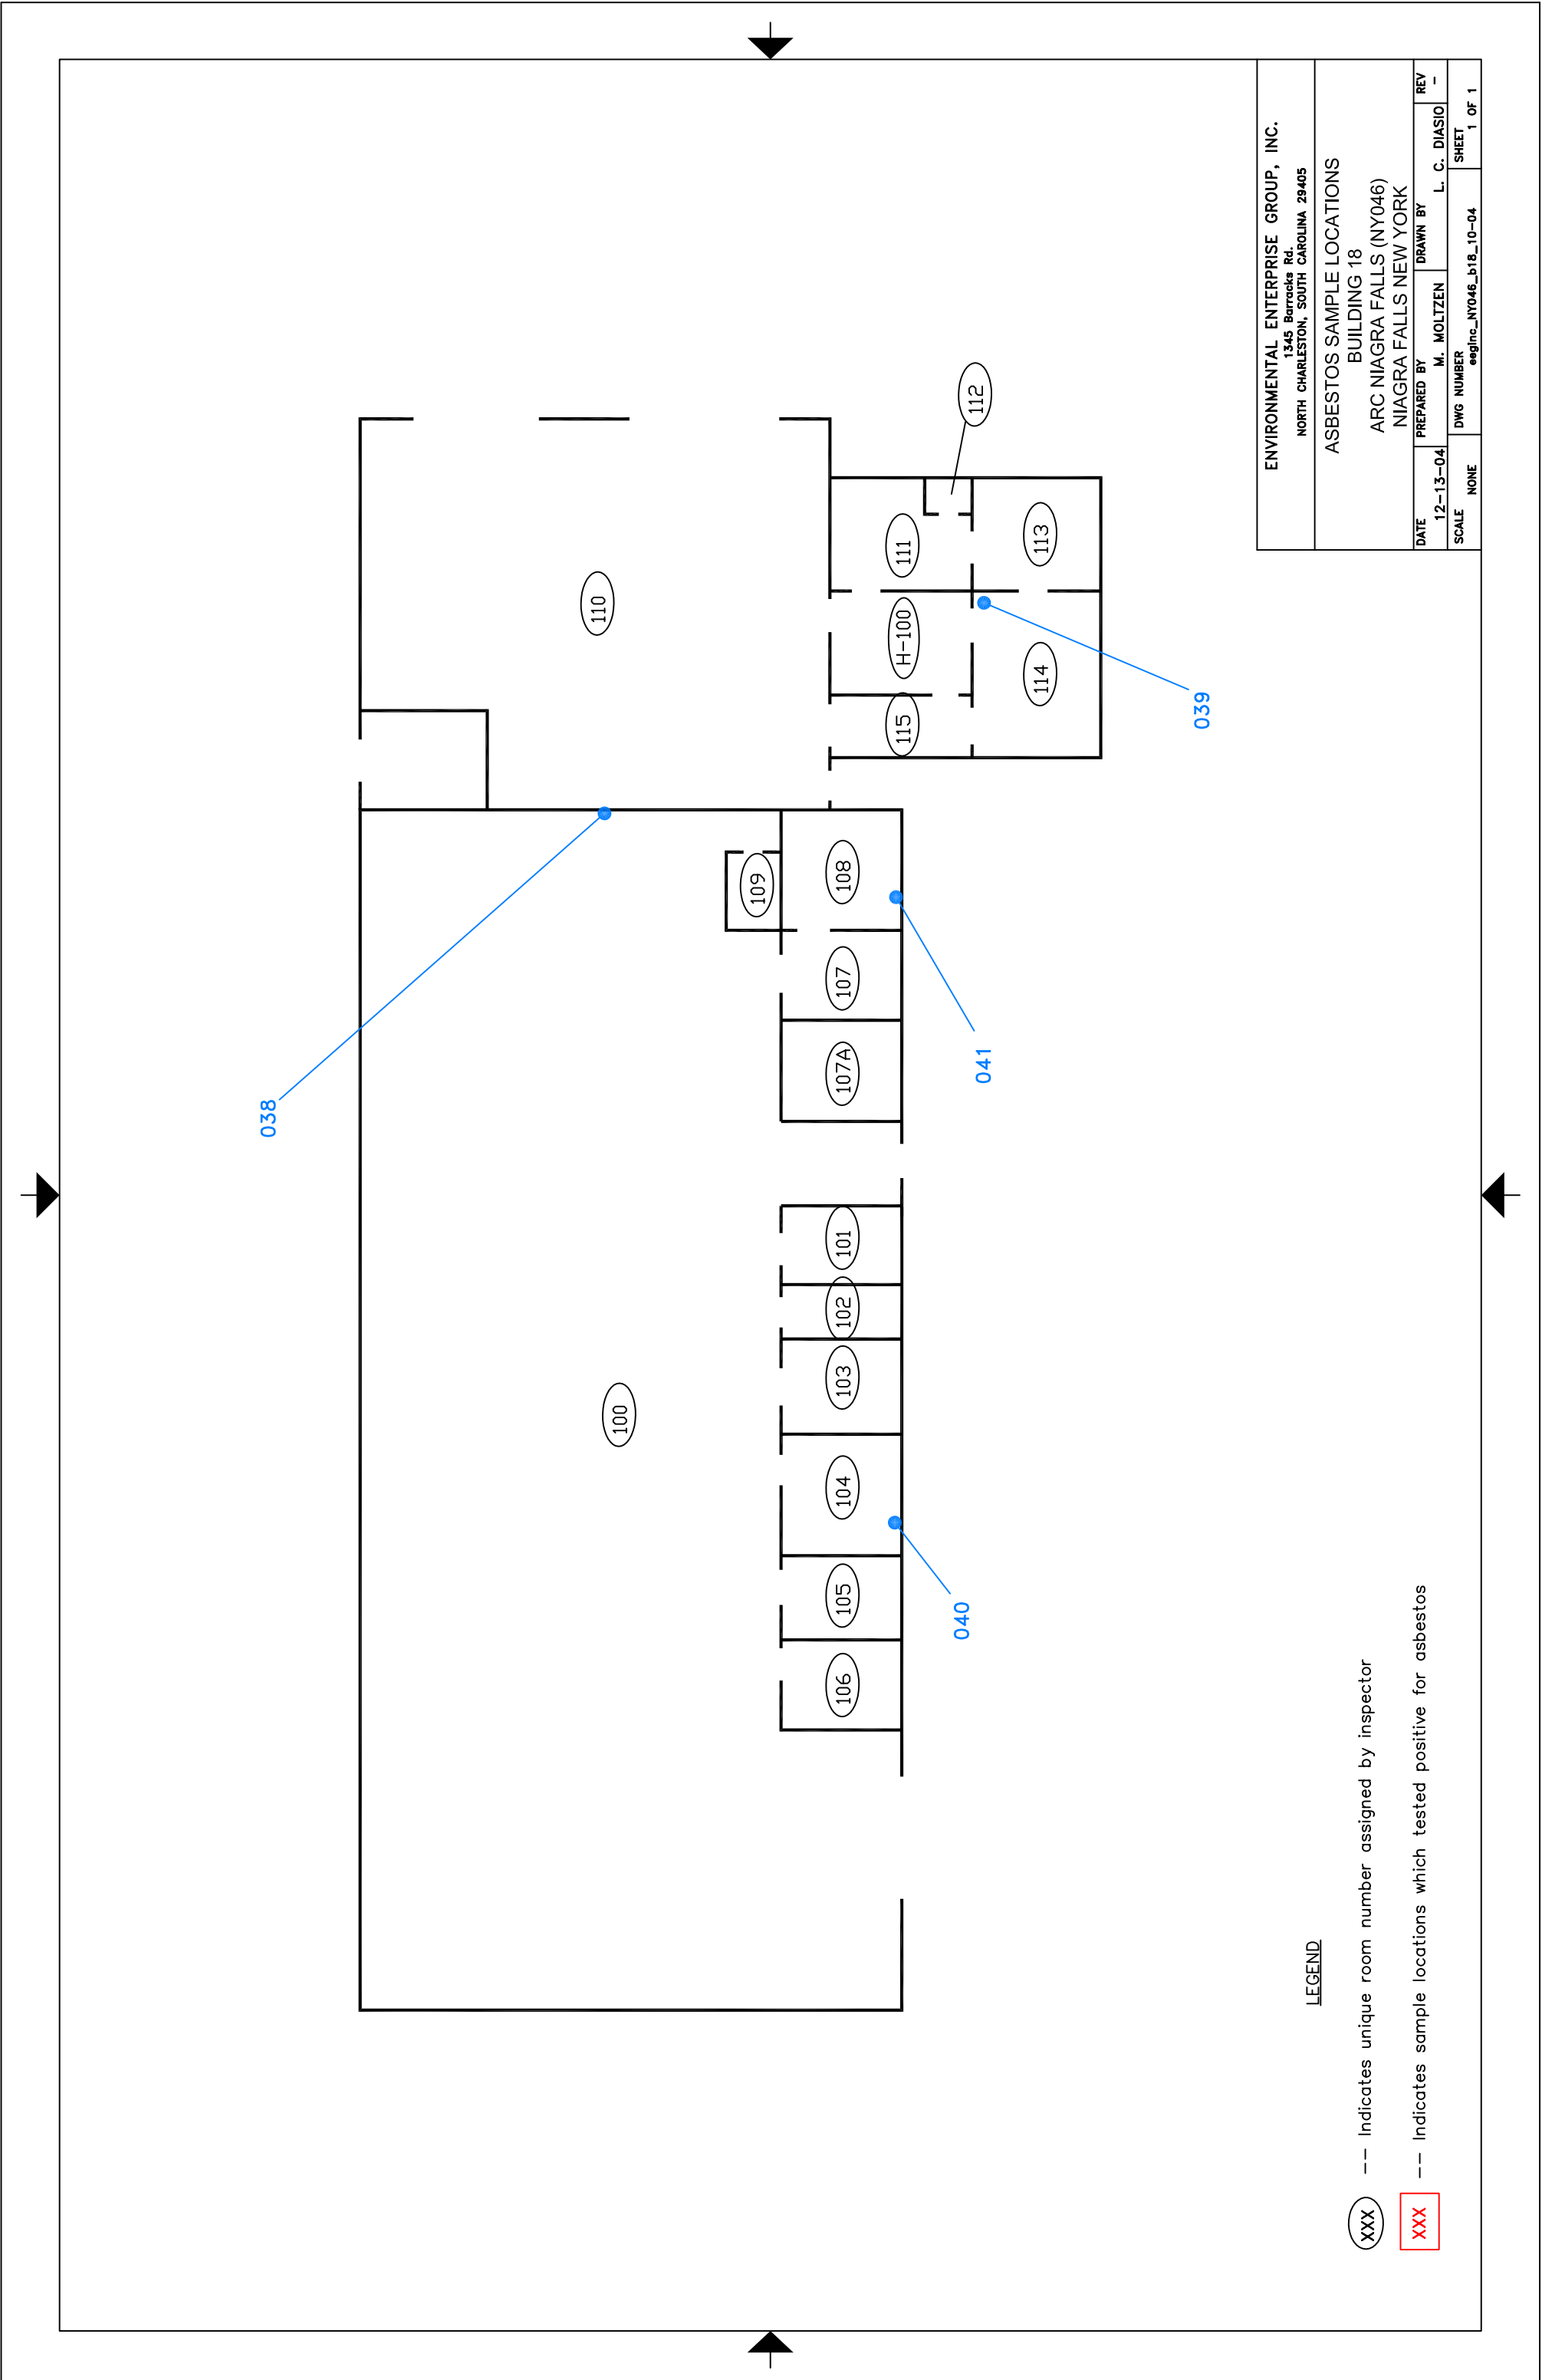 038
100
110
109
106
105
104
103
102
101
107A
107
108
115
H-100
111
112
040
041
114
113
039
LEGEND
XXX -- Indicates unique room number assigned by inspector
XXX -- Indicates sample locations which tested positive for asbestos
ENVIRONMENTAL ENTERPRISE GROUP, INC.
1345 Barracks Rd.
NORTH CHARLESTON, SOUTH CAROLINA 29405
ASBESTOS SAMPLE LOCATIONS
BUILDING 18
ARC NIAGRA FALLS (NY046)
NIAGRA FALLS NEW YORK
DATE PREPARED BY DRAWN BY REV
12-13-04 M. MOLTZEN L. C. DIASIO -
SCALE DWG NUMBER SHEET
NONE eeginc_NY046_b18_10-04 1 OF 1